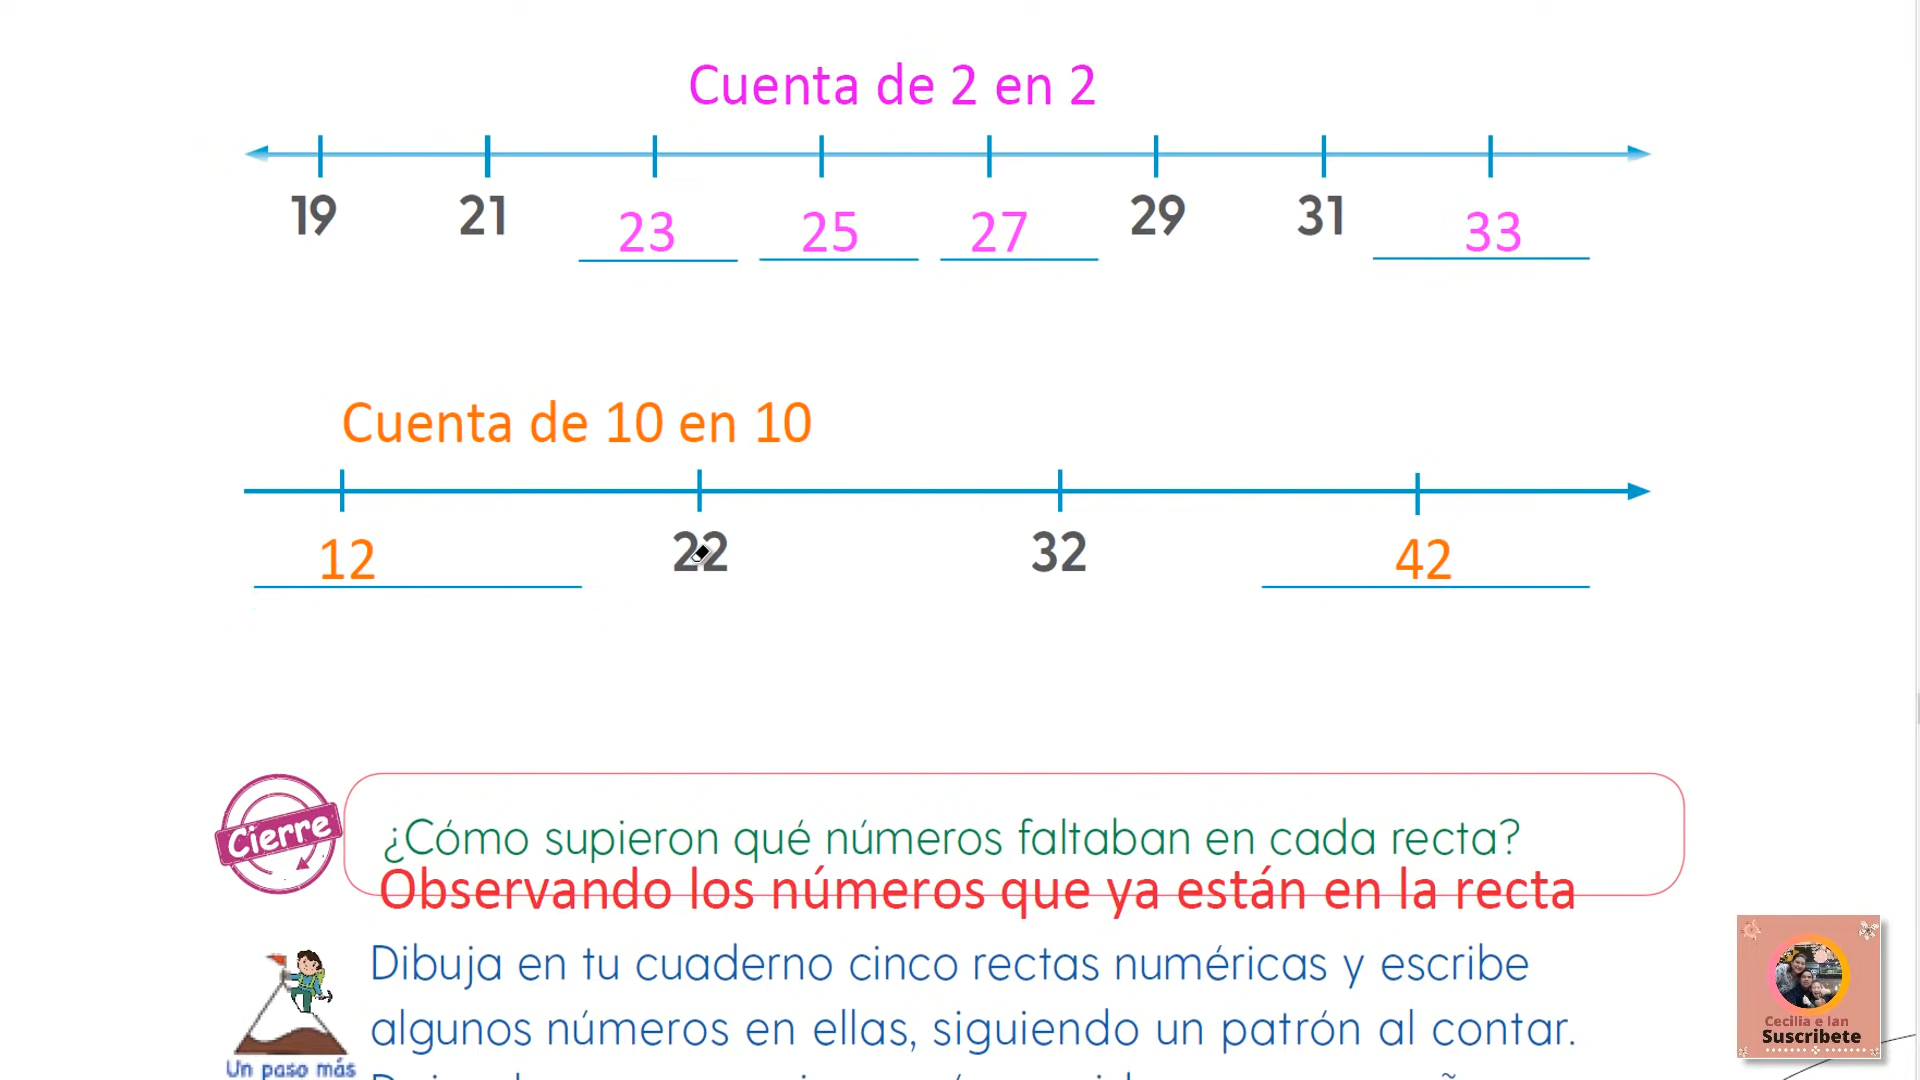 Cuenta de 2 en 2
19 21 23 25 27 29 31 33
Cuenta de 10 en 10
12 22 32 42
Cierre
¿Cómo supieron qué números faltaban en cada recta?
Observando los números que ya están en la recta
Dibuja en tu cuaderno cinco rectas numéricas y escribe
algunos números en ellas, siguiendo un patrón al contar.
Un paso más
Cecilia e Ian
Suscribete